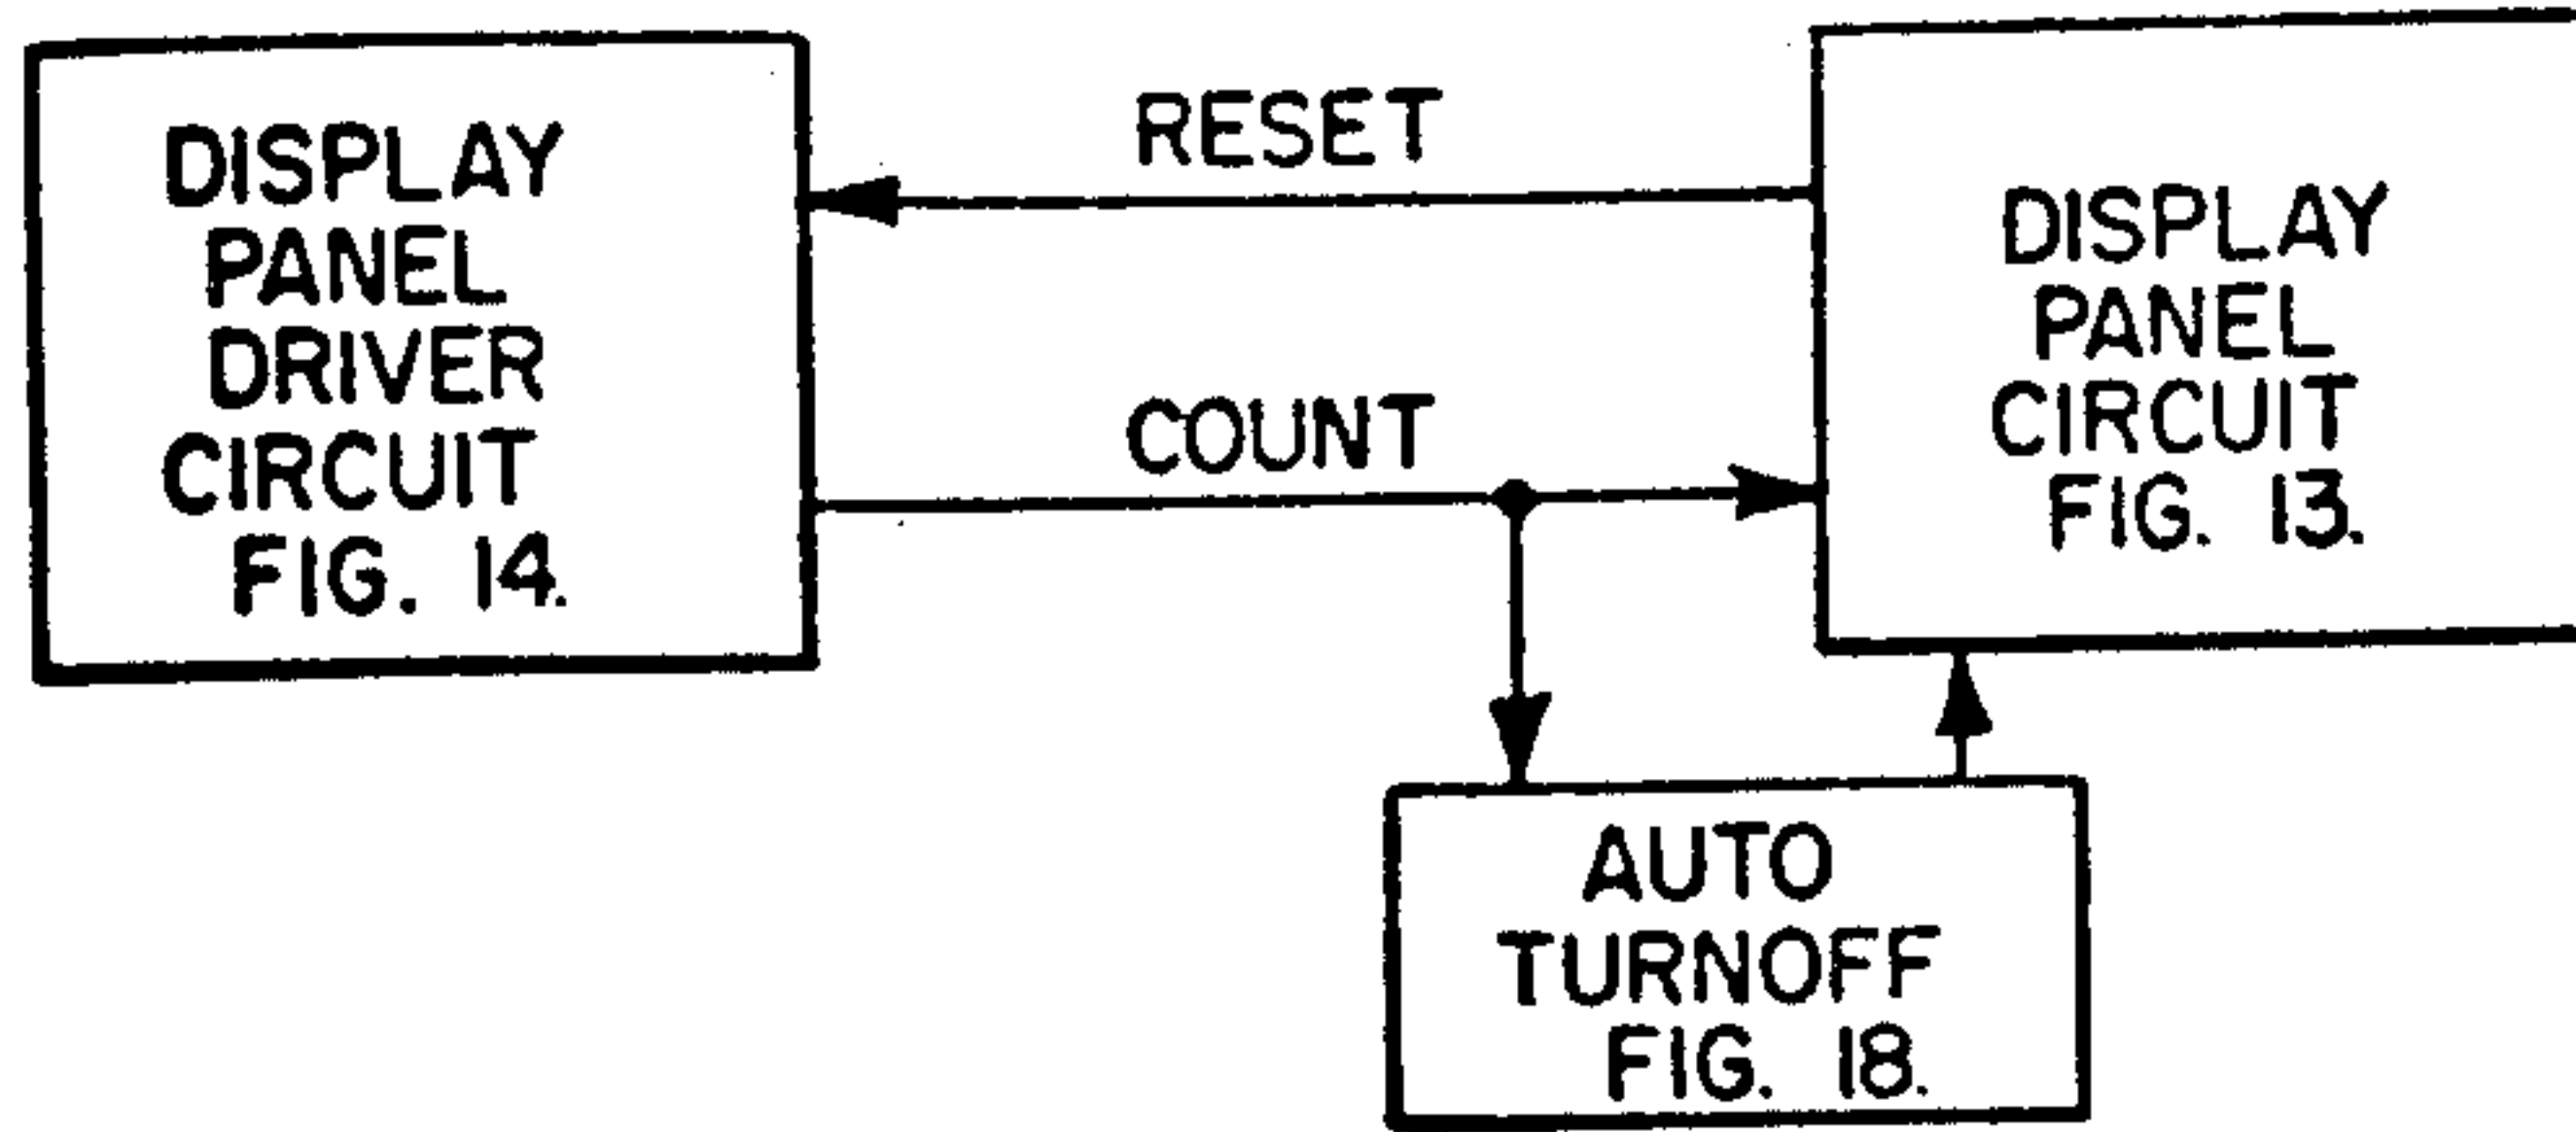 DISPLAY
PANEL
DRIVER
CIRCUIT
FIG. 14.
RESET
COUNT
DISPLAY
PANEL
CIRCUIT
FIG. 13.
AUTO
TURNOFF
FIG. 18.